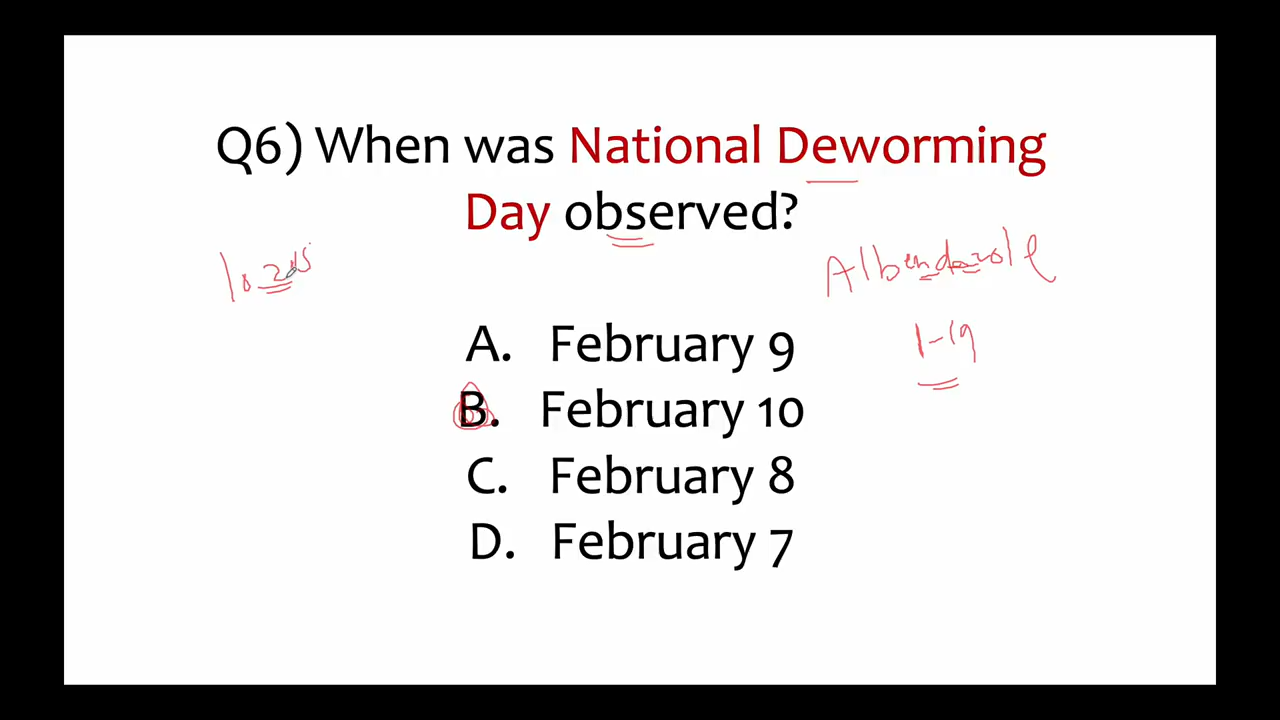 Q6) When was National Deworming
Day observed?
Albendazole
1-19
A. February 9
B. February 10
C. February 8
D. February 7